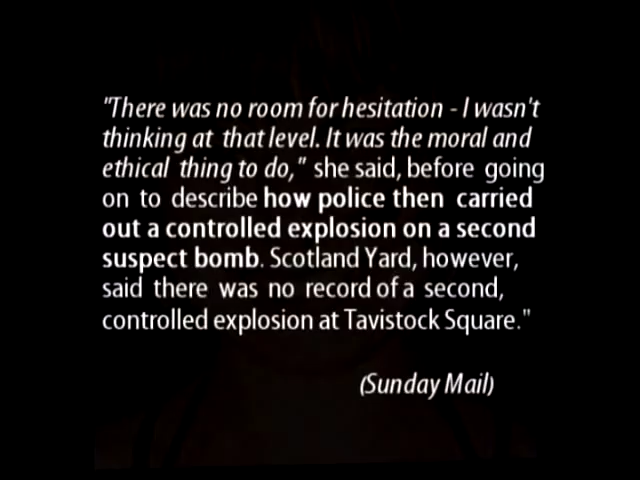 "There was no room for hesitation - I wasn't
thinking at that level. It was the moral and
ethical thing to do," she said, before going
on to describe how police then carried
out a controlled explosion on a second
suspect bomb. Scotland Yard, however,
said there was no record of a second,
controlled explosion at Tavistock Square."
(Sunday Mail)